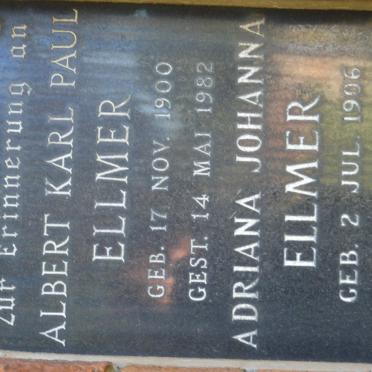 Zur Erinnerung an
ALBERT KARL PAUL
ELLMER
GEB. 17 NOV. 1900
GEST. 14 MAI 1982
ADRIANA JOHANNA
ELLMER
GEB. 2 JUL. 1906